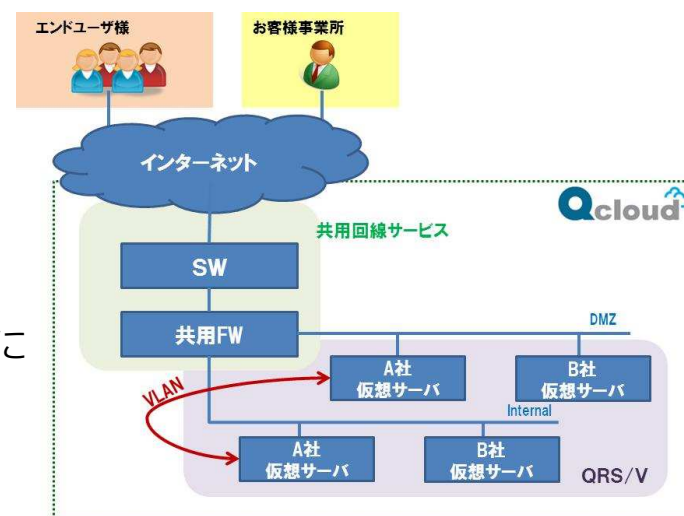 エンドユーザ様
お客様事業所
インターネット
Qcloud
共用回線サービス
SW
共用FW
DMZ
に
A社
仮想サーバ
B社
仮想サーバ
VLAN
Internal
A社
仮想サーバ
B社
仮想サーバ
QRS/V